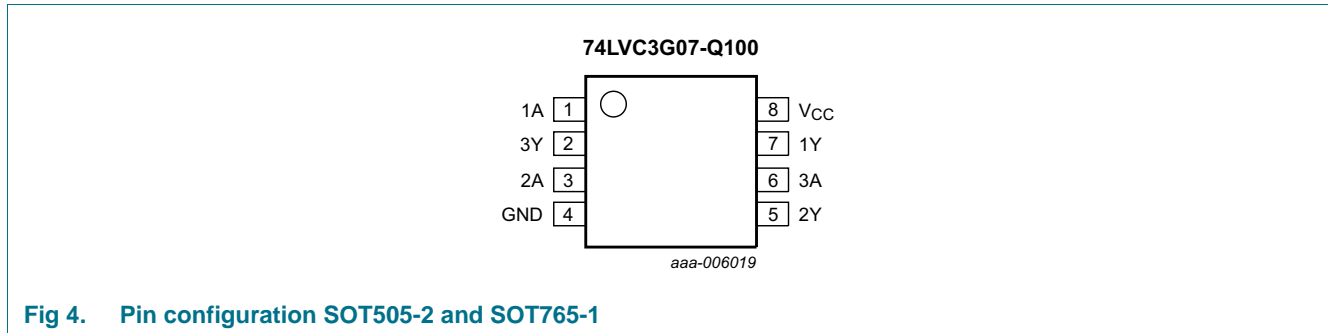 74LVC3G07-Q100
1A 1 8 VCC
3Y 2 7 1Y
2A 3 6 3A
GND 4 5 2Y
aaa-006019
Fig 4. Pin configuration SOT505-2 and SOT765-1